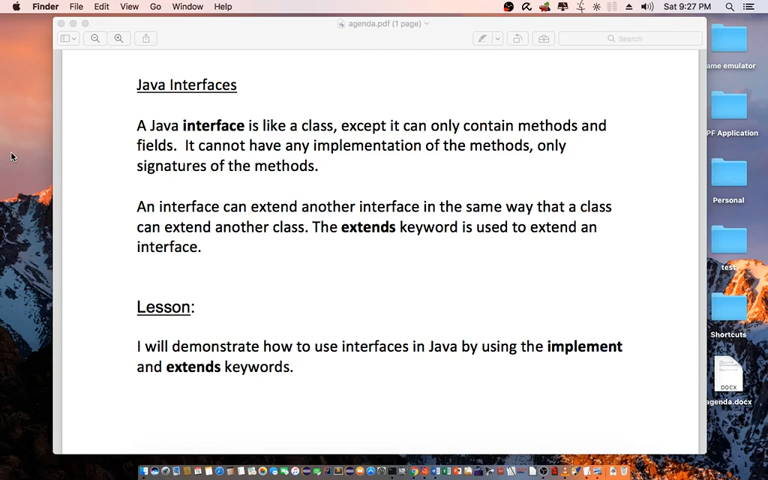 Finder File Edit View Go Window Help Sat 9:27 PM
agenda.pdf (1 page)
Search
Java Interfaces
A Java interface is like a class, except it can only contain methods and
fields. It cannot have any implementation of the methods, only
signatures of the methods.
An interface can extend another interface in the same way that a class
can extend another class. The extends keyword is used to extend an
interface.
Lesson:
I will demonstrate how to use interfaces in Java by using the implement
and extends keywords.
ame emulator
PF Application
Personal
test
Shortcuts
DOCX
agenda.docx